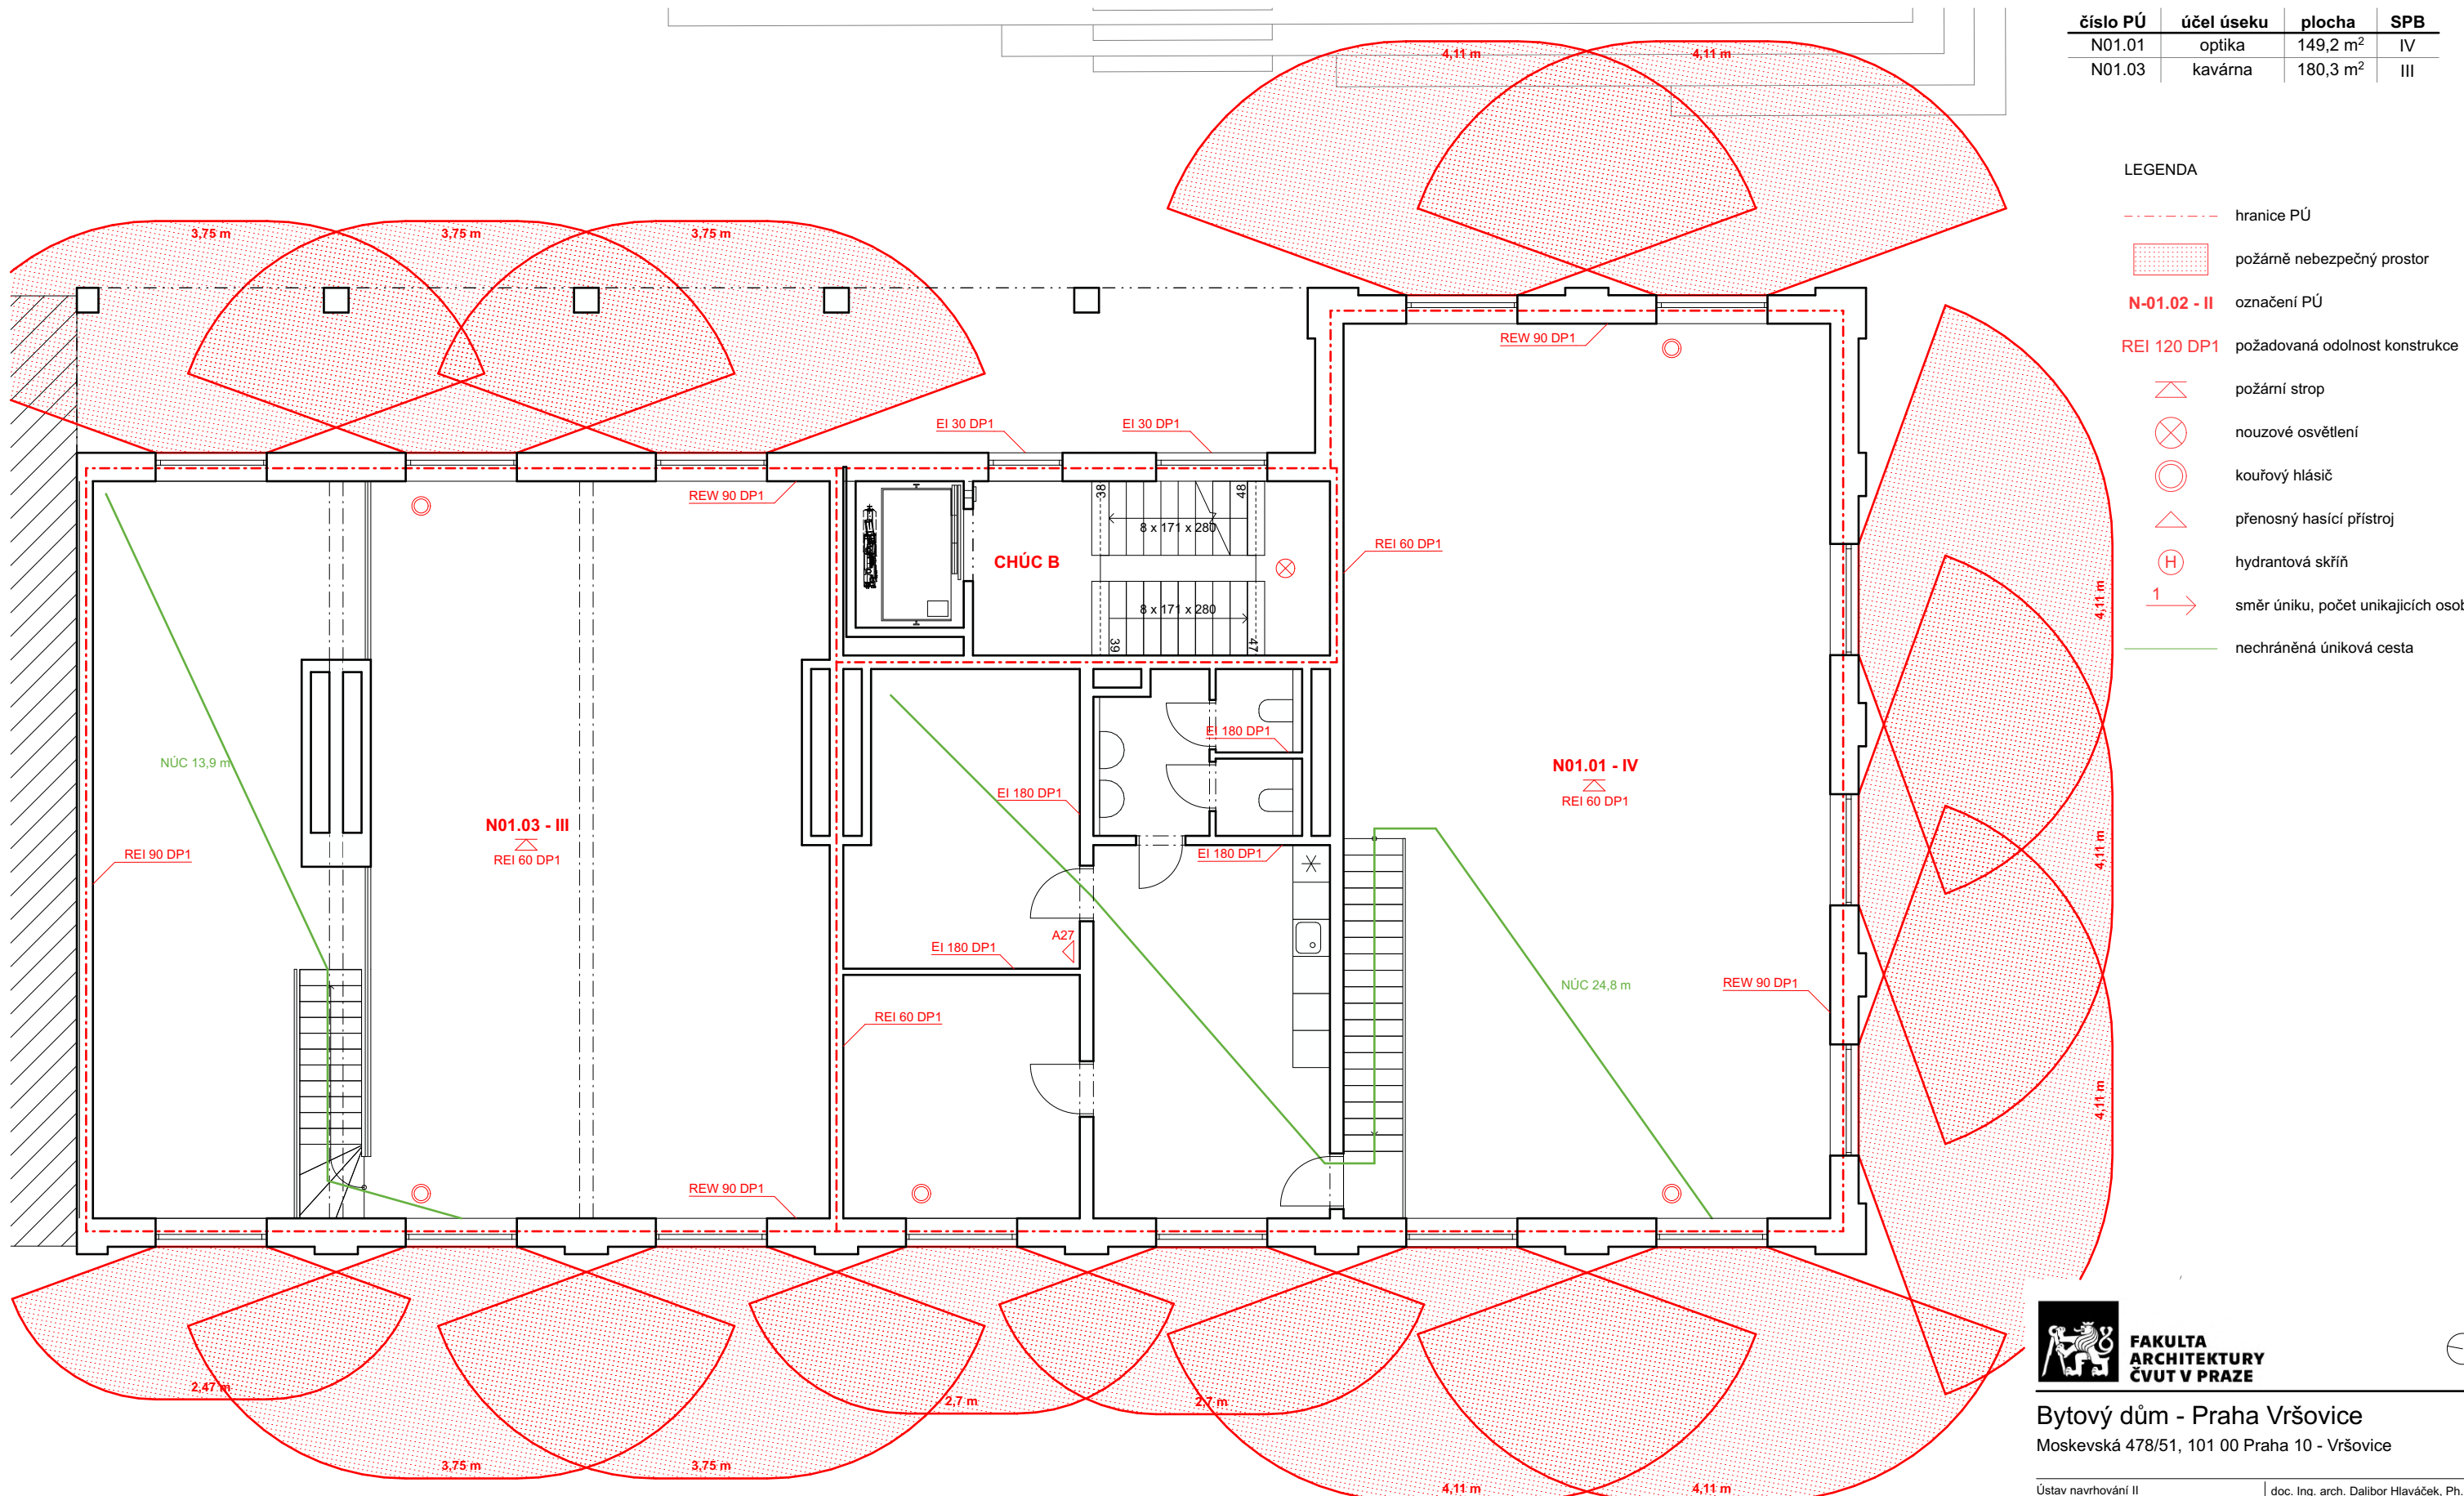 číslo PÚ účel úseku plocha SPB
N01.01 optika 149,2 m² IV
N01.03 kavárna 180,3 m² III
LEGENDA
hranice PÚ
požárně nebezpečný prostor
N-01.02 - II označení PÚ
REI 120 DP1 požadovaná odolnost konstrukce
požární strop
nouzové osvětlení
kouřový hlásič
přenosný hasící přístroj
H hydrantová skříň
1 směr úniku, počet unikajicích osob
nechráněná úniková cesta
4,11 m 4,11 m
3,75 m 3,75 m 3,75 m
REW 90 DP1
EI 30 DP1 EI 30 DP1
REW 90 DP1
38 48
8 x 171 x 280
CHÚC B
REI 60 DP1
8 x 171 x 280
39 47
4,11 m
EI 180 DP1
NÚC 13,9 m
N01.01 - IV
REI 60 DP1
EI 180 DP1
N01.03 - III
REI 60 DP1
REI 90 DP1
EI 180 DP1
4,11 m
A27
EI 180 DP1
NÚC 24,8 m
REW 90 DP1
REI 60 DP1
4,11 m
REW 90 DP1
2,47 m
2,7 m 2,7 m
3,75 m 3,75 m
4,11 m 4,11 m
FAKULTA
ARCHITEKTURY
ČVUT V PRAZE
Bytový dům - Praha Vršovice
Moskevská 478/51, 101 00 Praha 10 - Vršovice
Ústav navrhování II doc. Ing. arch. Dalibor Hlaváček, Ph.